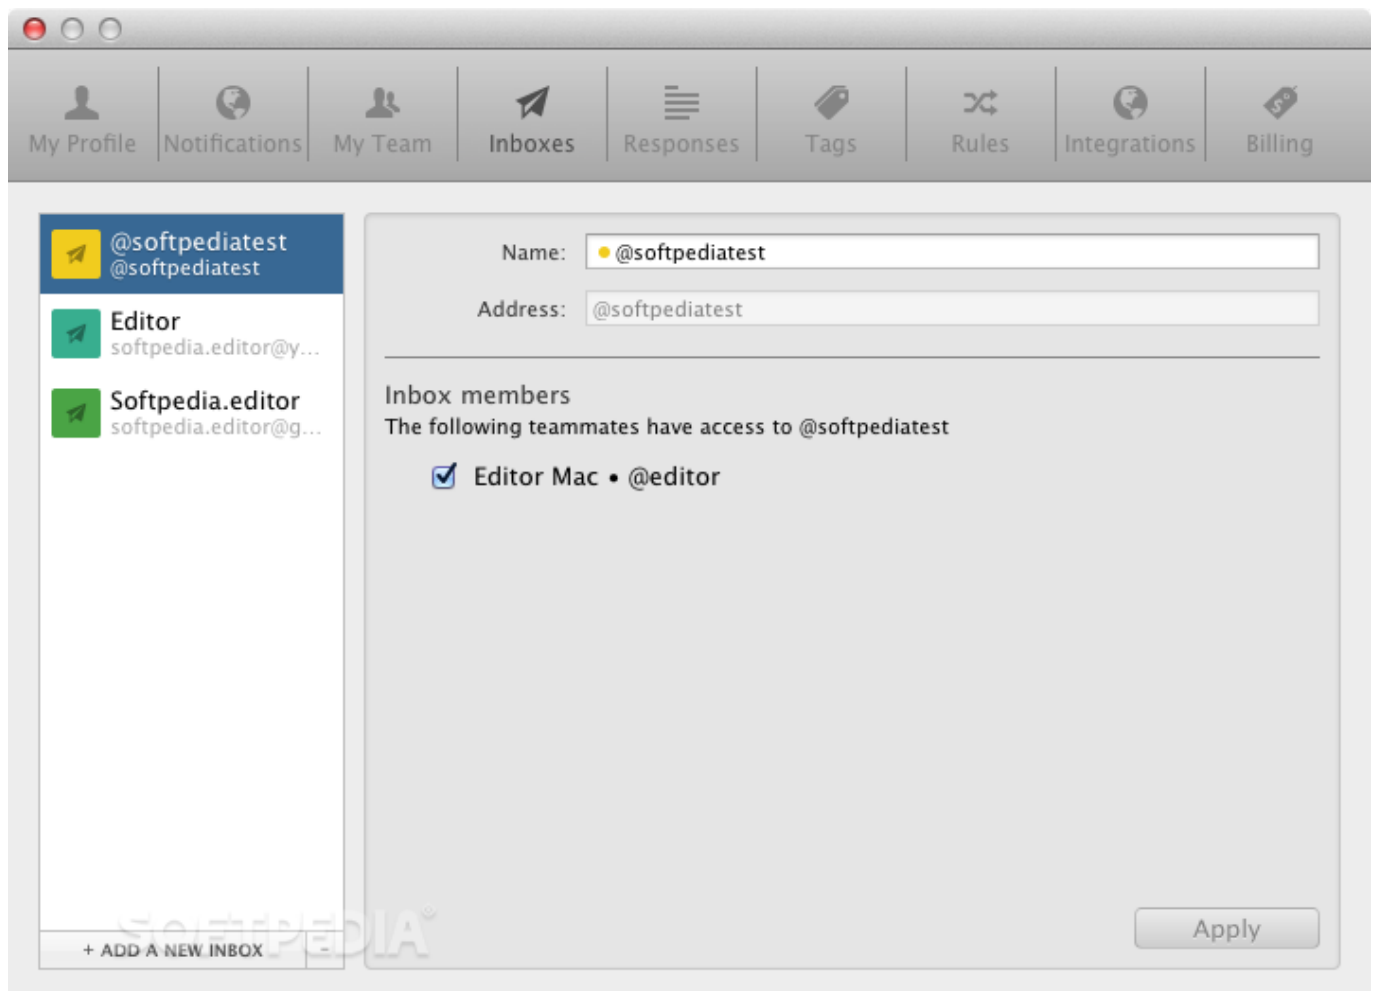 My Profile
Notifications
My Team
Inboxes
Responses
Tags
Rules
Integrations
Billing
@softpediatest
@softpediatest
Editor
softpedia.editor@y...
Softpedia.editor
softpedia.editor@g...
+ ADD A NEW INBOX
-
Name:
@softpediatest
Address:
@softpediatest
Inbox members
The following teammates have access to @softpediatest
Editor Mac • @editor
Apply
SOFTPEDIA®